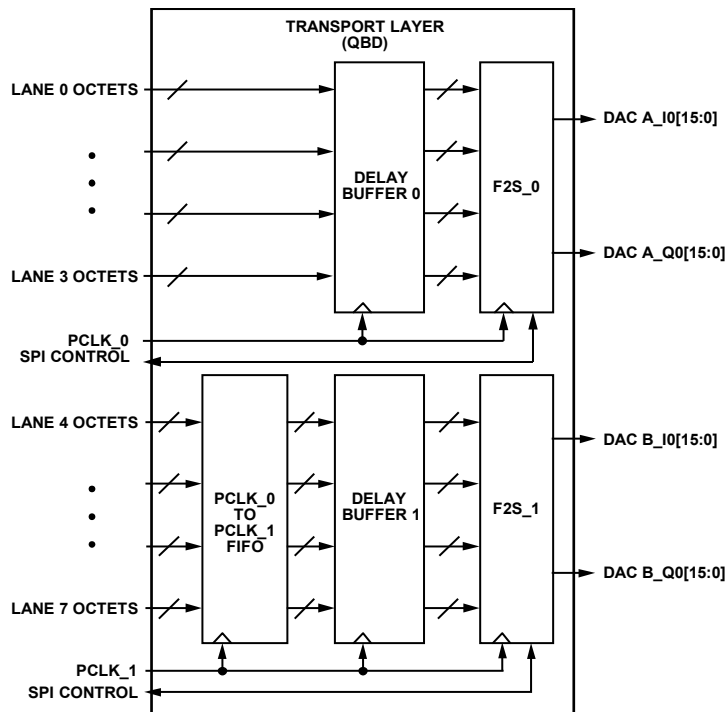 TRANSPORT LAYER
(QBD)
LANE 0 OCTETS
DELAY
BUFFER 0
F2S_0
DAC A_I0[15:0]
DAC A_Q0[15:0]
LANE 3 OCTETS
PCLK_0
SPI CONTROL
LANE 4 OCTETS
PCLK_0
TO
PCLK_1
FIFO
DELAY
BUFFER 1
F2S_1
DAC B_I0[15:0]
DAC B_Q0[15:0]
LANE 7 OCTETS
PCLK_1
SPI CONTROL